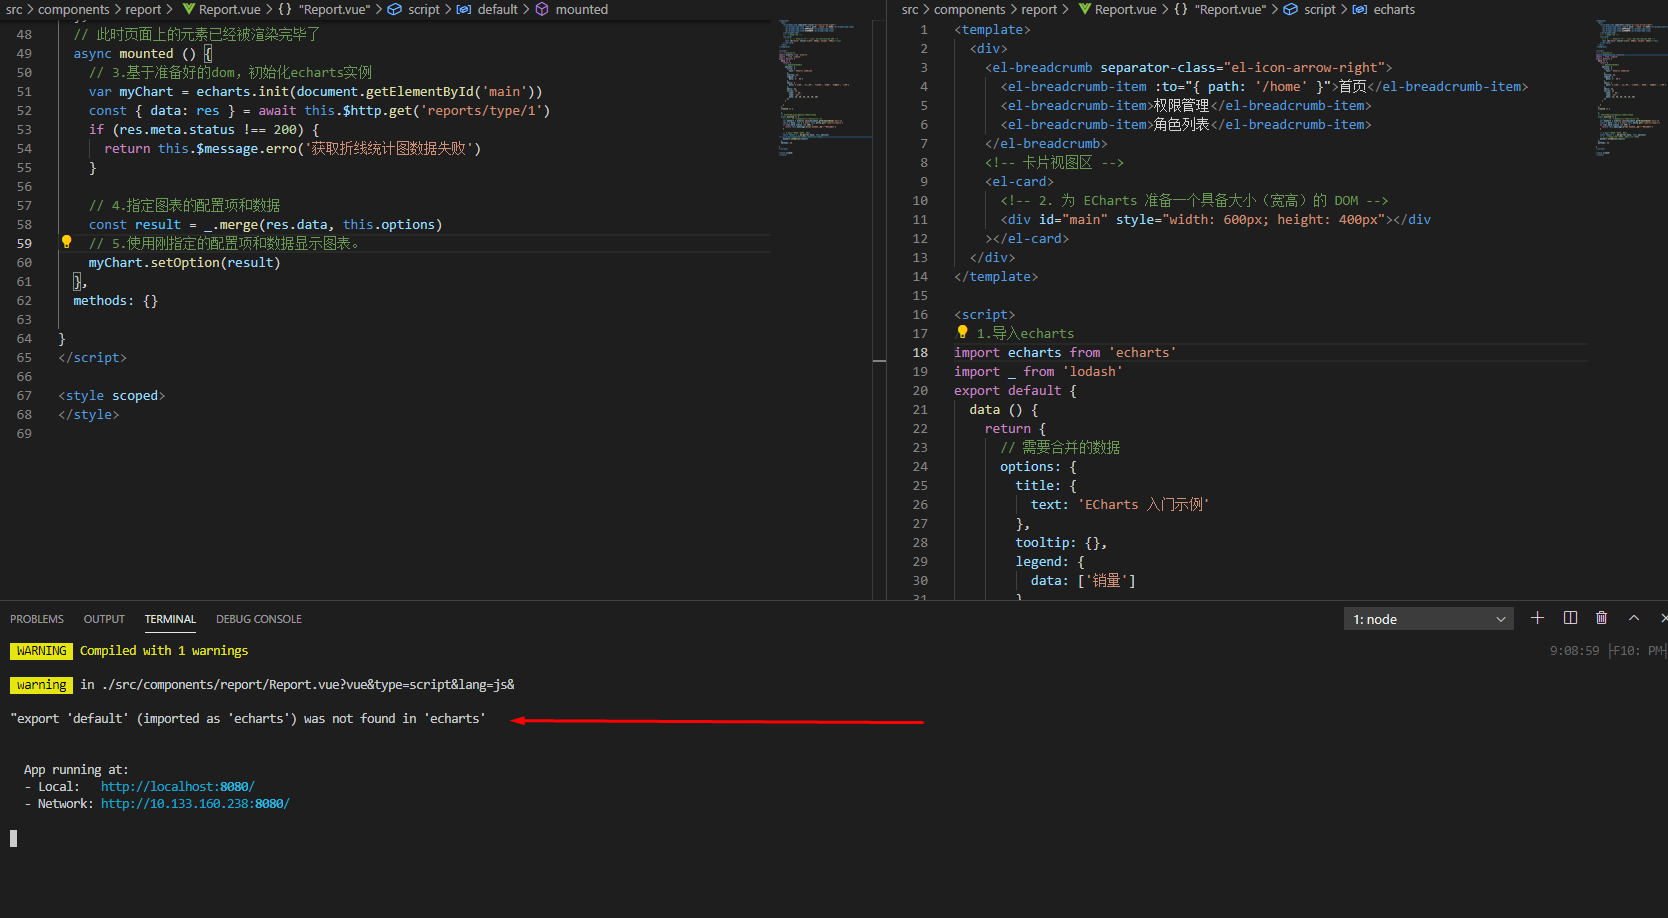 src > components > report > Report.vue > {} "Report.vue" > script > default > mounted
48 // 此时页面上的元素已经被渲染完毕了
49 async mounted () {
50 // 3.基于准备好的dom，初始化echarts实例
51 var myChart = echarts.init(document.getElementById('main'))
52 const { data: res } = await this.$http.get('reports/type/1')
53 if (res.meta.status !== 200) {
54 return this.$message.erro('获取折线统计图数据失败')
55 }
56
57 // 4.指定图表的配置项和数据
58 const result = _.merge(res.data, this.options)
59 // 5.使用刚指定的配置项和数据显示图表。
60 myChart.setOption(result)
61 },
62 methods: {}
63
64 }
65 </script>
66
67 <style scoped>
68 </style>
69
src > components > report > Report.vue > {} "Report.vue" > script > echarts
1 <template>
2 <div>
3 <el-breadcrumb separator-class="el-icon-arrow-right">
4 <el-breadcrumb-item :to="{ path: '/home' }">首页</el-breadcrumb-item>
5 <el-breadcrumb-item>权限管理</el-breadcrumb-item>
6 <el-breadcrumb-item>角色列表</el-breadcrumb-item>
7 </el-breadcrumb>
8 <!-- 卡片视图区 -->
9 <el-card>
10 <!-- 2. 为 ECharts 准备一个具备大小（宽高）的 DOM -->
11 <div id="main" style="width: 600px; height: 400px"></div
12 ></el-card>
13 </div>
14 </template>
15
16 <script>
17 1.导入echarts
18 import echarts from 'echarts'
19 import _ from 'lodash'
20 export default {
21 data () {
22 return {
23 // 需要合并的数据
24 options: {
25 title: {
26 text: 'ECharts 入门示例'
27 },
28 tooltip: {},
29 legend: {
30 data: ['销量']
31 }
PROBLEMS OUTPUT TERMINAL DEBUG CONSOLE
1: node
WARNING Compiled with 1 warnings
9:08:59 ├F10: PM┤
warning in ./src/components/report/Report.vue?vue&type=script&lang=js&
"export 'default' (imported as 'echarts') was not found in 'echarts'
App running at:
- Local: http://localhost:8080/
- Network: http://10.133.160.238:8080/